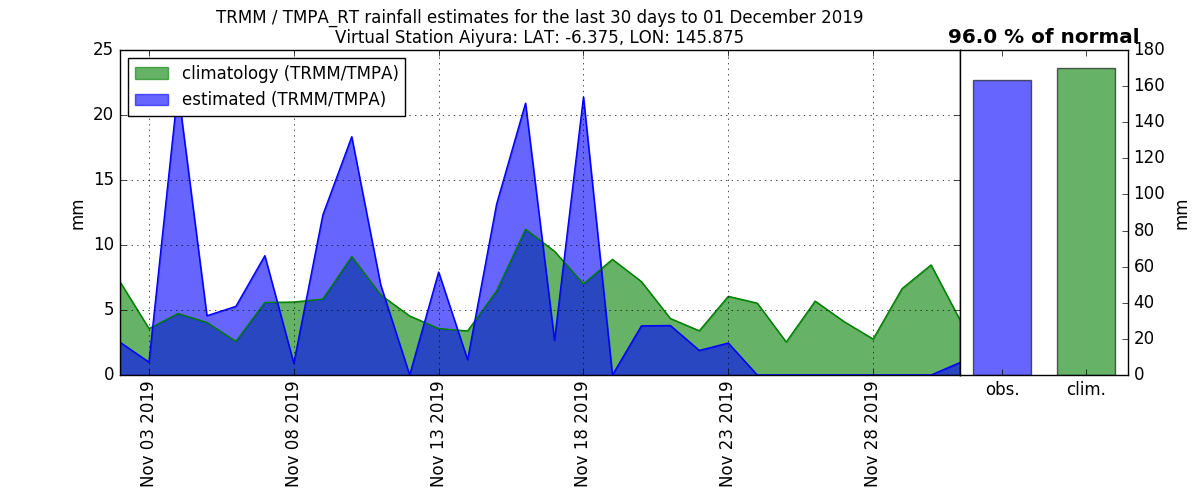 TRMM / TMPA_RT rainfall estimates for the last 30 days to 01 December 2019
Virtual Station Aiyura: LAT: -6.375, LON: 145.875
96.0 % of normal
climatology (TRMM/TMPA)
estimated (TRMM/TMPA)
25
20
15
10
5
0
mm
180
160
140
120
100
80
60
40
20
0
mm
Nov 03 2019
Nov 08 2019
Nov 13 2019
Nov 18 2019
Nov 23 2019
Nov 28 2019
obs.
clim.